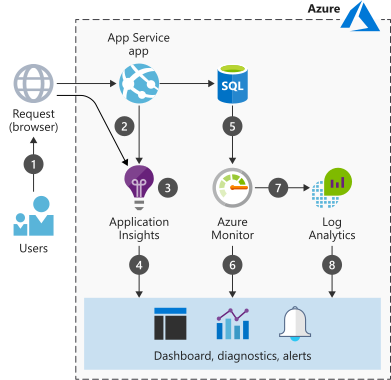 Azure
App Service
app
SQL
Request
(browser)
1
2
5
3
7
Users
Application
Insights
Azure
Monitor
Log
Analytics
4
6
8
Dashboard, diagnostics, alerts